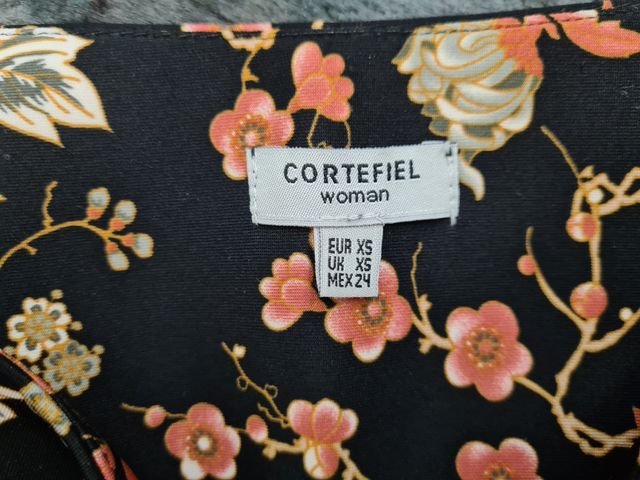 CORTEFIEL
woman
EUR XS
UK XS
MEX 24